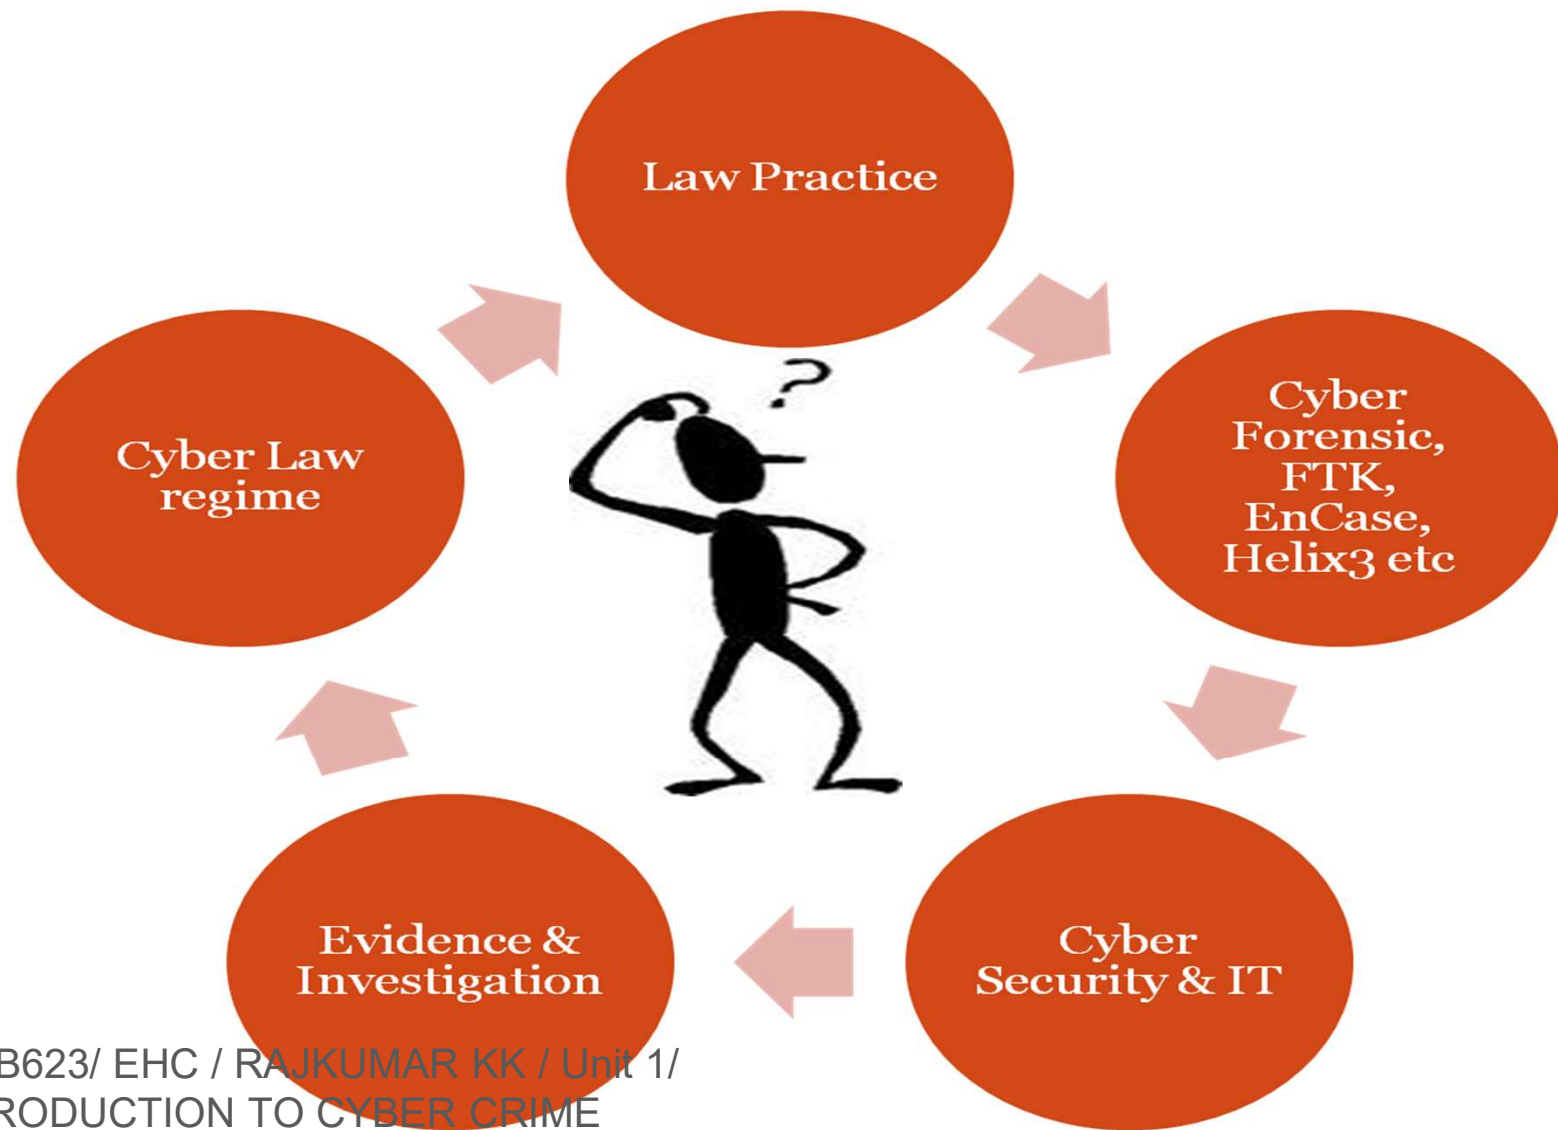 Law Practice
Cyber
Forensic,
FTK,
EnCase,
Helix3 etc
Cyber
Security & IT
Evidence &
Investigation
Cyber Law
regime
?
B623/ EHC / RAJKUMAR KK / Unit 1/
RODUCTION TO CYBER CRIME